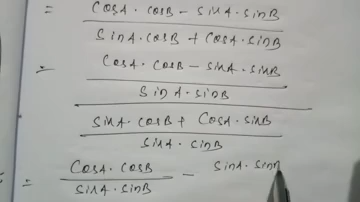 = CosA · cosB − SinA · SinB
SinA · cosB + CosA · SinB
= CosA · cosB − SinA · SinB
SinA · SinB
SinA · cosB + CosA · SinB
SinA · SinB
= CosA · cosB − SinA · Sin
SinA · SinB